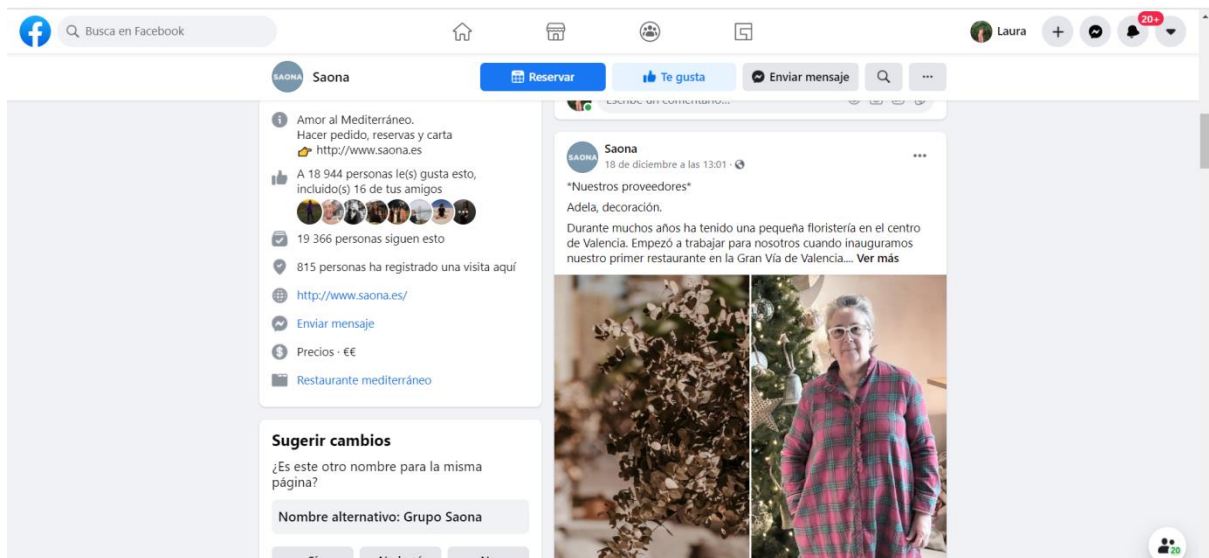 Busca en Facebook
Laura
20+
SAONA
Saona
Reservar
Te gusta
Enviar mensaje
Amor al Mediterráneo.
Hacer pedido, reservas y carta
http://www.saona.es
A 18 944 personas le(s) gusta esto,
incluido(s) 16 de tus amigos
19 366 personas siguen esto
815 personas ha registrado una visita aquí
http://www.saona.es/
Enviar mensaje
Precios · €€
Restaurante mediterráneo
Sugerir cambios
¿Es este otro nombre para la misma
página?
Nombre alternativo: Grupo Saona
Escribe un comentario...
SAONA
Saona
18 de diciembre a las 13:01 ·
*Nuestros proveedores*
Adela, decoración.
Durante muchos años ha tenido una pequeña floristería en el centro
de Valencia. Empezó a trabajar para nosotros cuando inauguramos
nuestro primer restaurante en la Gran Vía de Valencia.... Ver más
20